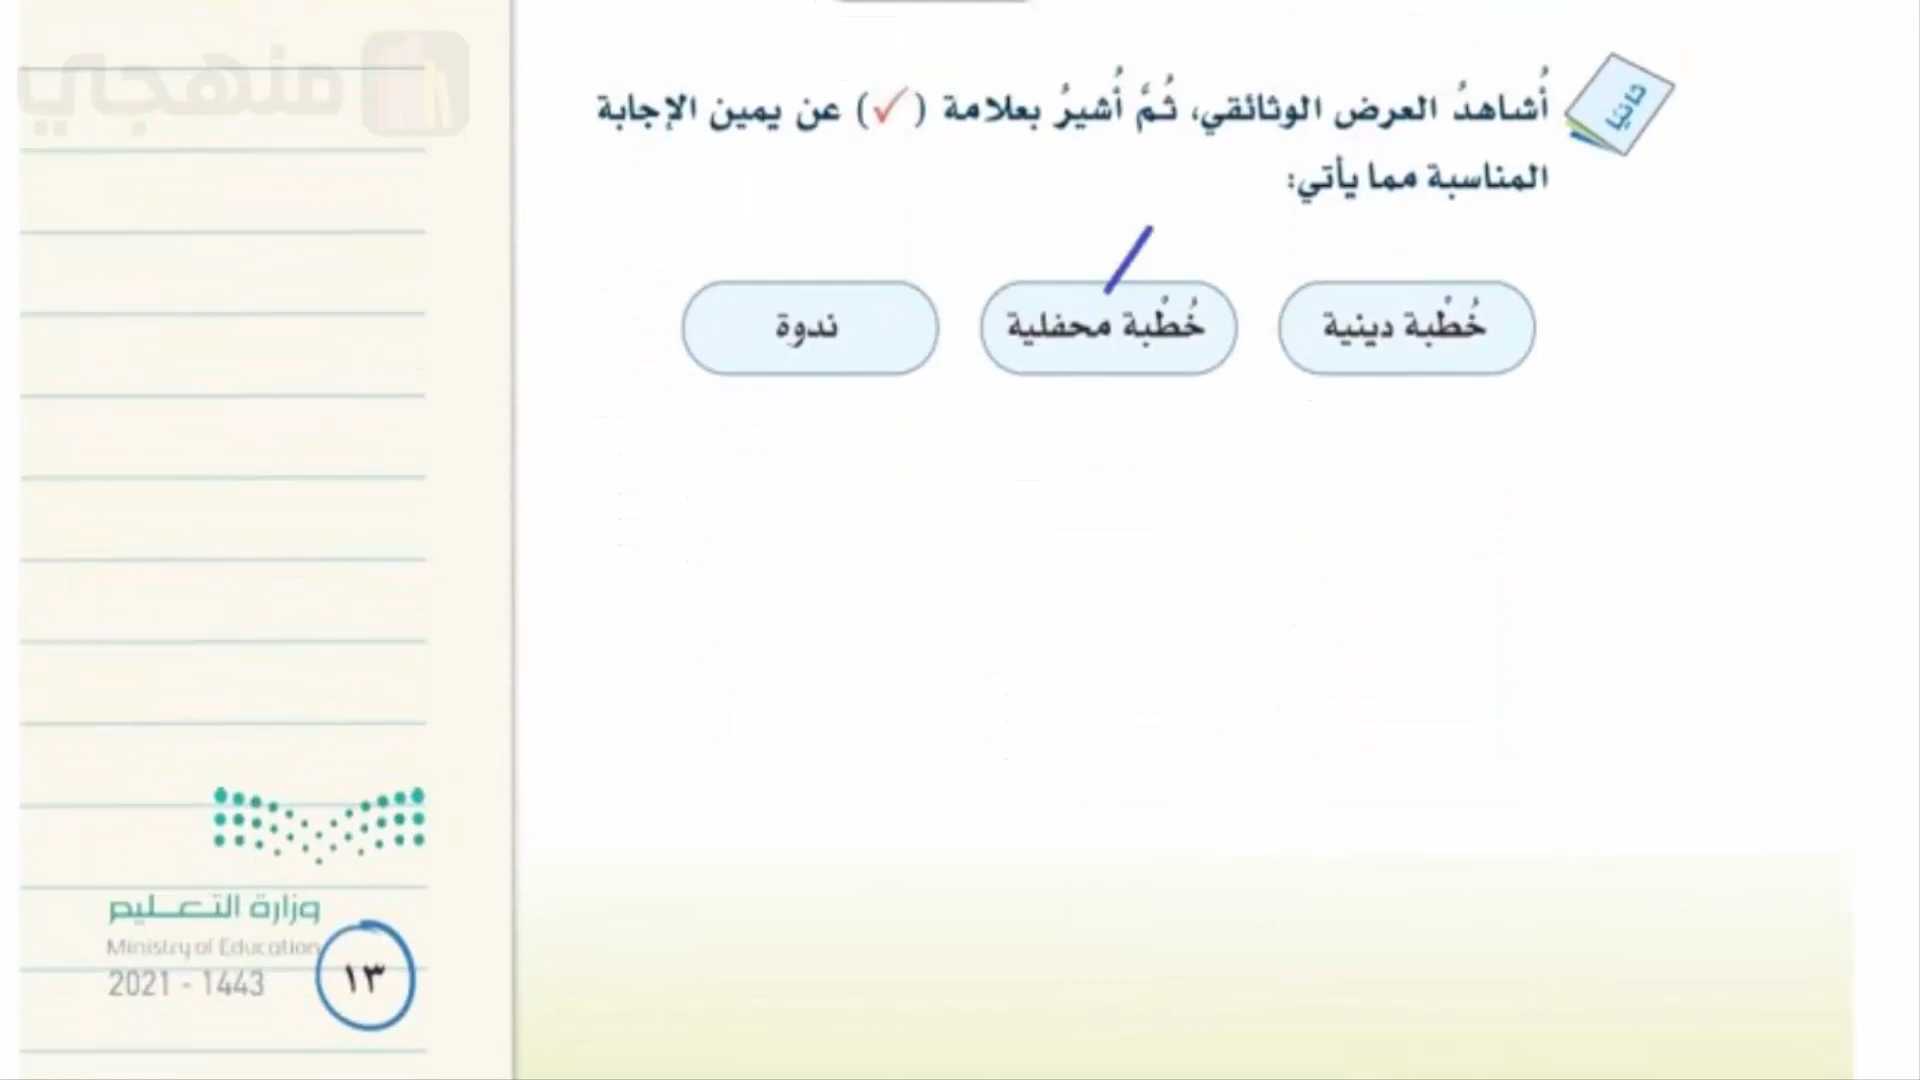 ثانيًا
أُشاهدُ العرض الوثائقي، ثُمَّ أُشيرُ بعلامة (✓) عن يمين الإجابة
المناسبة مما يأتي:
خُطْبة دينية
خُطْبة محفلية
ندوة
منهجي
وزارة التعليم
Ministry of Education
2021 - 1443
١٣